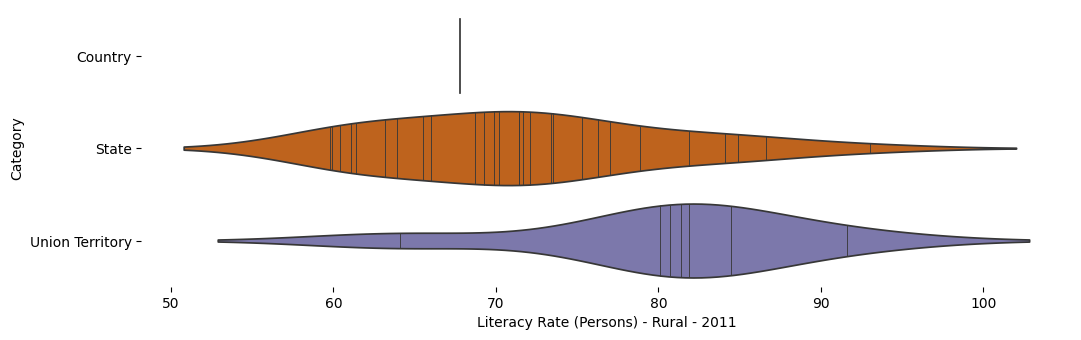 Category
Country
State
Union Territory
50 60 70 80 90 100
Literacy Rate (Persons) - Rural - 2011